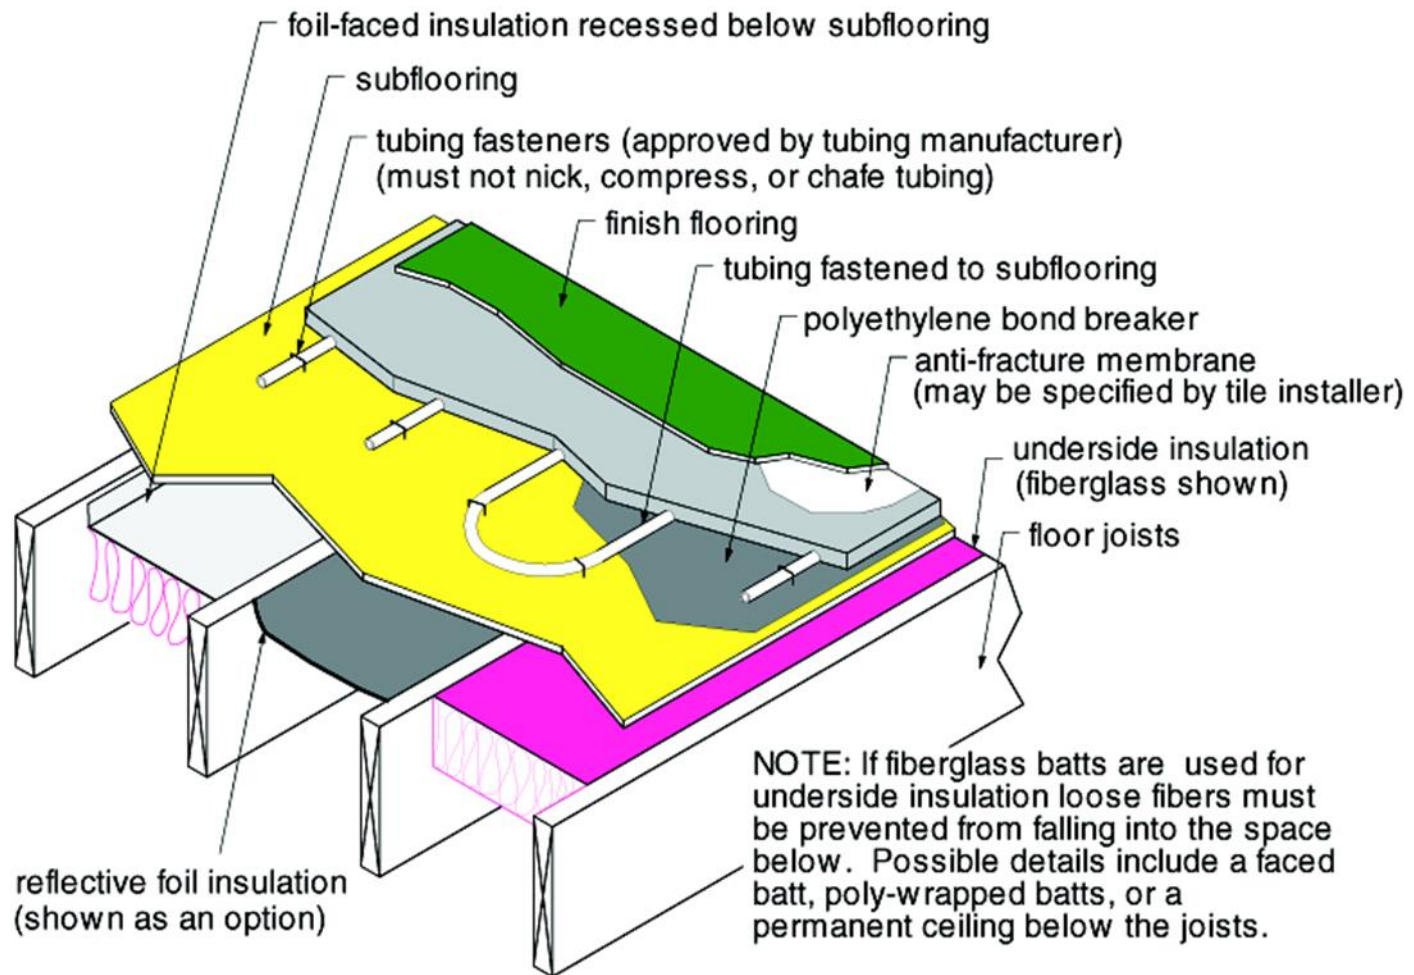 foil-faced insulation recessed below subflooring
subflooring
tubing fasteners (approved by tubing manufacturer)
(must not nick, compress, or chafe tubing)
finish flooring
tubing fastened to subflooring
polyethylene bond breaker
anti-fracture membrane
(may be specified by tile installer)
underside insulation
(fiberglass shown)
floor joists
NOTE: If fiberglass batts are used for
underside insulation loose fibers must
be prevented from falling into the space
below. Possible details include a faced
batt, poly-wrapped batts, or a
permanent ceiling below the joists.
reflective foil insulation
(shown as an option)